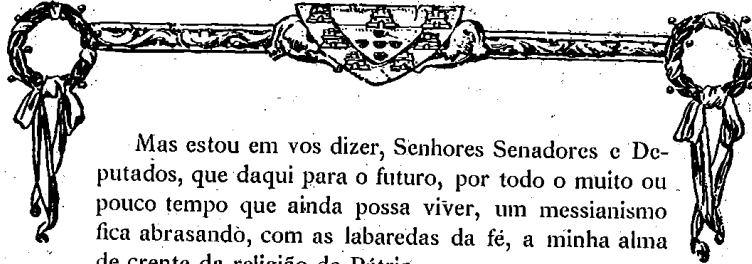 Mas estou em vos dizer, Senhores Senadores e De-
putados, que daqui para o futuro, por todo o muito ou
pouco tempo que ainda possa viver, um messianismo
fica abrasando, com as labaredas da fé, a minha alma
de crente da religião da Pátria